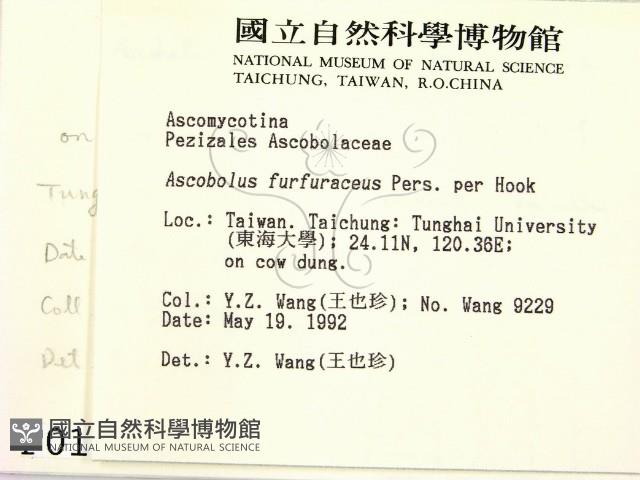 國立自然科學博物館
NATIONAL MUSEUM OF NATURAL SCIENCE
TAICHUNG, TAIWAN, R.O.CHINA
Ascomycotina
Pezizales Ascobolaceae
Ascobolus furfuraceus Pers. per Hook
Loc.: Taiwan. Taichung: Tunghai University
(東海大學); 24.11N, 120.36E;
on cow dung.
Col.: Y.Z. Wang(王也珍); No. Wang 9229
Date: May 19. 1992
Det.: Y.Z. Wang(王也珍)
on
Tung
Date
Coll
Det
國立自然科學博物館
NATIONAL MUSEUM OF NATURAL SCIENCE
01